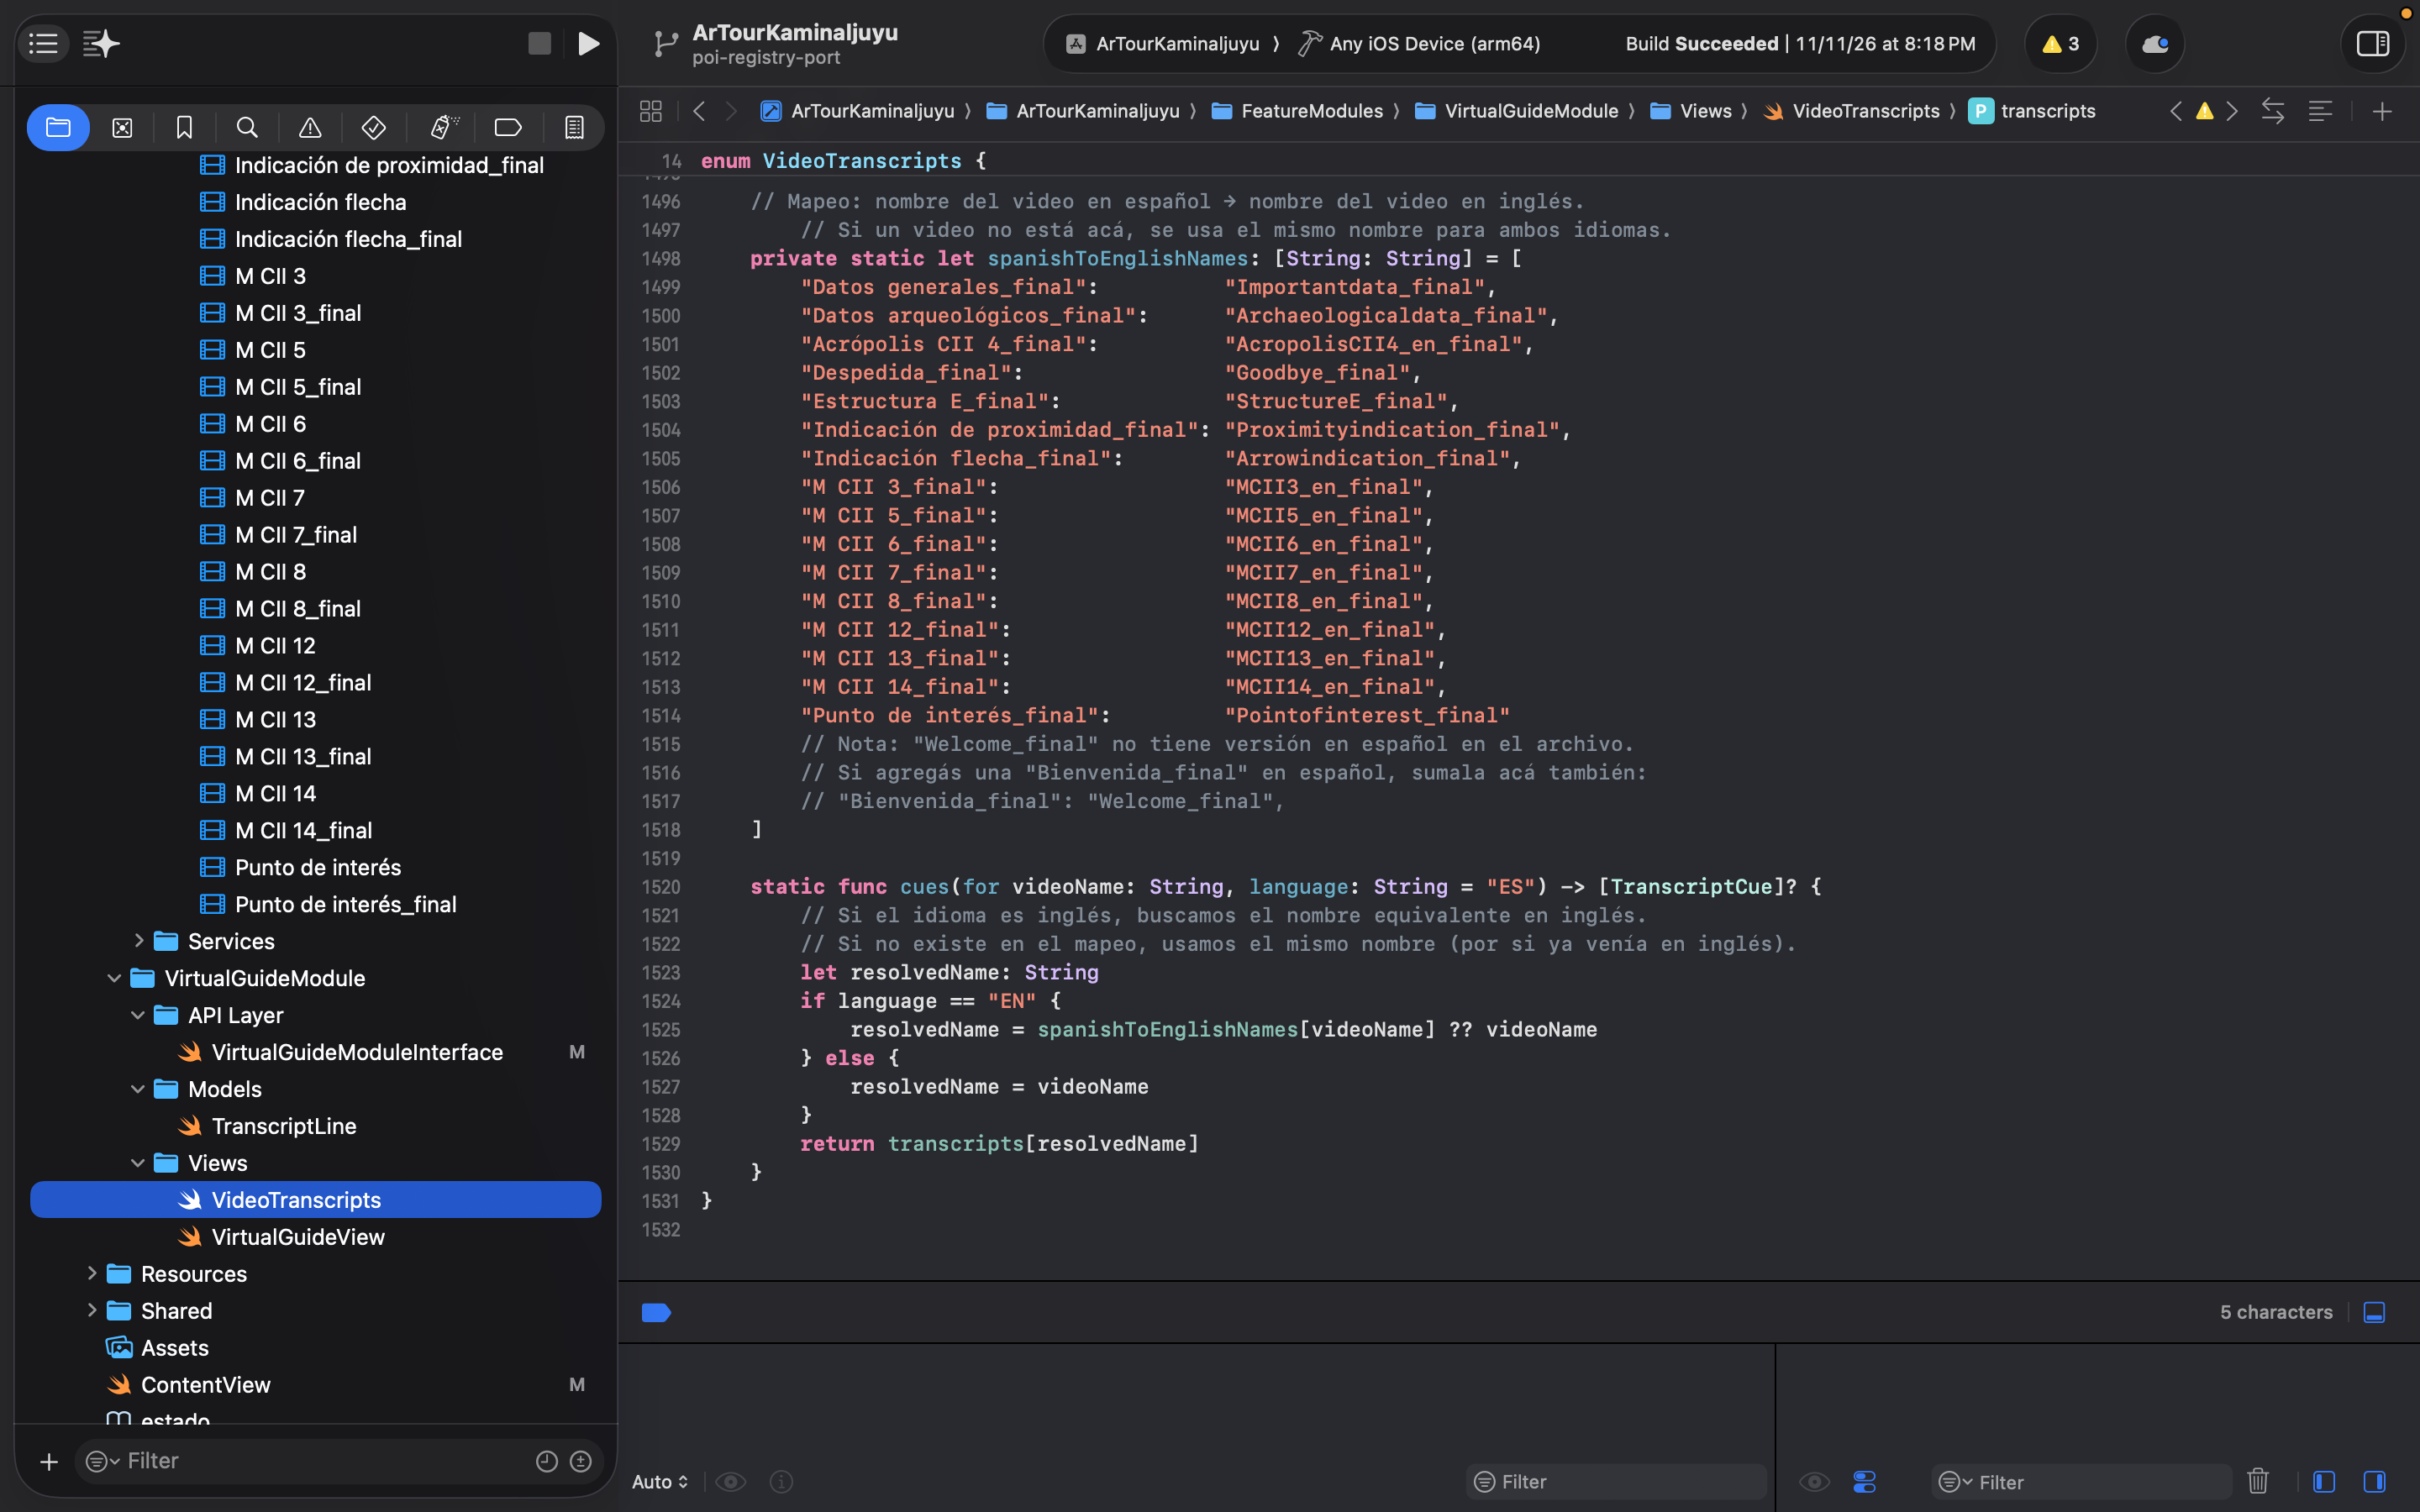 ArTourKaminaljuyu
poi-registry-port
ArTourKaminaljuyu 〉 Any iOS Device (arm64)
Build Succeeded | 11/11/26 at 8:18 PM
3
Indicación de proximidad_final
Indicación flecha
Indicación flecha_final
M CII 3
M CII 3_final
M CII 5
M CII 5_final
M CII 6
M CII 6_final
M CII 7
M CII 7_final
M CII 8
M CII 8_final
M CII 12
M CII 12_final
M CII 13
M CII 13_final
M CII 14
M CII 14_final
Punto de interés
Punto de interés_final
Services
VirtualGuideModule
API Layer
VirtualGuideModuleInterface M
Models
TranscriptLine
Views
VideoTranscripts
VirtualGuideView
Resources
Shared
Assets
ContentView M
estado
Filter
ArTourKaminaljuyu 〉 ArTourKaminaljuyu 〉 FeatureModules 〉 VirtualGuideModule 〉 Views 〉 VideoTranscripts 〉 P transcripts
14 enum VideoTranscripts {
1496 // Mapeo: nombre del video en español → nombre del video en inglés.
1497 // Si un video no está acá, se usa el mismo nombre para ambos idiomas.
1498 private static let spanishToEnglishNames: [String: String] = [
1499 "Datos generales_final": "Importantdata_final",
1500 "Datos arqueológicos_final": "Archaeologicaldata_final",
1501 "Acrópolis CII 4_final": "AcropolisCII4_en_final",
1502 "Despedida_final": "Goodbye_final",
1503 "Estructura E_final": "StructureE_final",
1504 "Indicación de proximidad_final": "Proximityindication_final",
1505 "Indicación flecha_final": "Arrowindication_final",
1506 "M CII 3_final": "MCII3_en_final",
1507 "M CII 5_final": "MCII5_en_final",
1508 "M CII 6_final": "MCII6_en_final",
1509 "M CII 7_final": "MCII7_en_final",
1510 "M CII 8_final": "MCII8_en_final",
1511 "M CII 12_final": "MCII12_en_final",
1512 "M CII 13_final": "MCII13_en_final",
1513 "M CII 14_final": "MCII14_en_final",
1514 "Punto de interés_final": "Pointofinterest_final"
1515 // Nota: "Welcome_final" no tiene versión en español en el archivo.
1516 // Si agregás una "Bienvenida_final" en español, sumala acá también:
1517 // "Bienvenida_final": "Welcome_final",
1518 ]
1519
1520 static func cues(for videoName: String, language: String = "ES") -> [TranscriptCue]? {
1521 // Si el idioma es inglés, buscamos el nombre equivalente en inglés.
1522 // Si no existe en el mapeo, usamos el mismo nombre (por si ya venía en inglés).
1523 let resolvedName: String
1524 if language == "EN" {
1525 resolvedName = spanishToEnglishNames[videoName] ?? videoName
1526 } else {
1527 resolvedName = videoName
1528 }
1529 return transcripts[resolvedName]
1530 }
1531 }
1532
5 characters
Auto
Filter
Filter